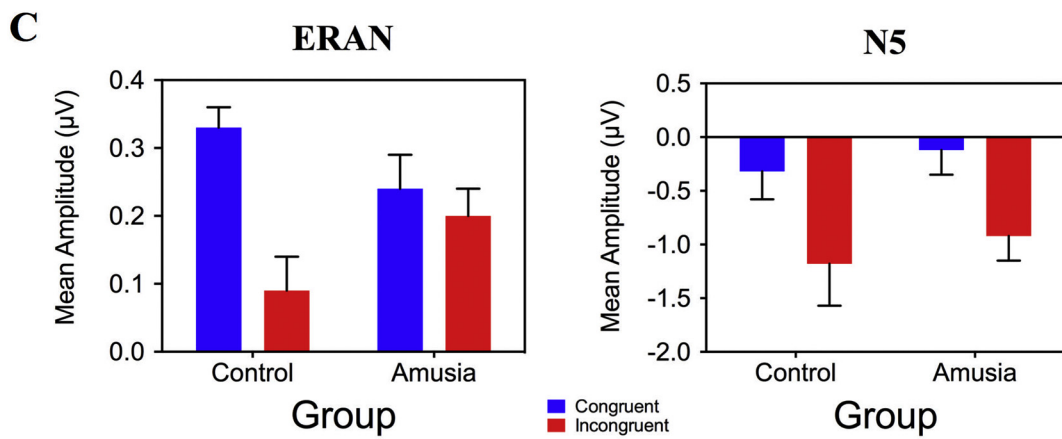 C
ERAN
Mean Amplitude (µV)
0.4
0.3
0.2
0.1
0.0
Control
Amusia
Group
N5
Mean Amplitude (µV)
0.5
0.0
-0.5
-1.0
-1.5
-2.0
Control
Amusia
Group
Congruent
Incongruent